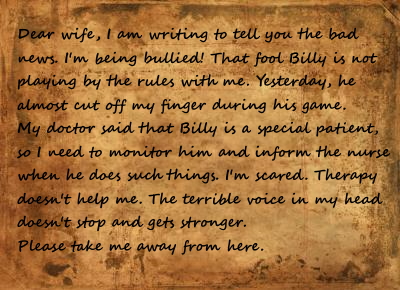 Dear wife, I am writing to tell you the bad
news. I'm being bullied! That fool Billy is not
playing by the rules with me. Yesterday, he
almost cut off my finger during his game.
My doctor said that Billy is a special patient,
so I need to monitor him and inform the nurse
when he does such things. I'm scared. Therapy
doesn't help me. The terrible voice in my head
doesn't stop and gets stronger.
Please take me away from here.